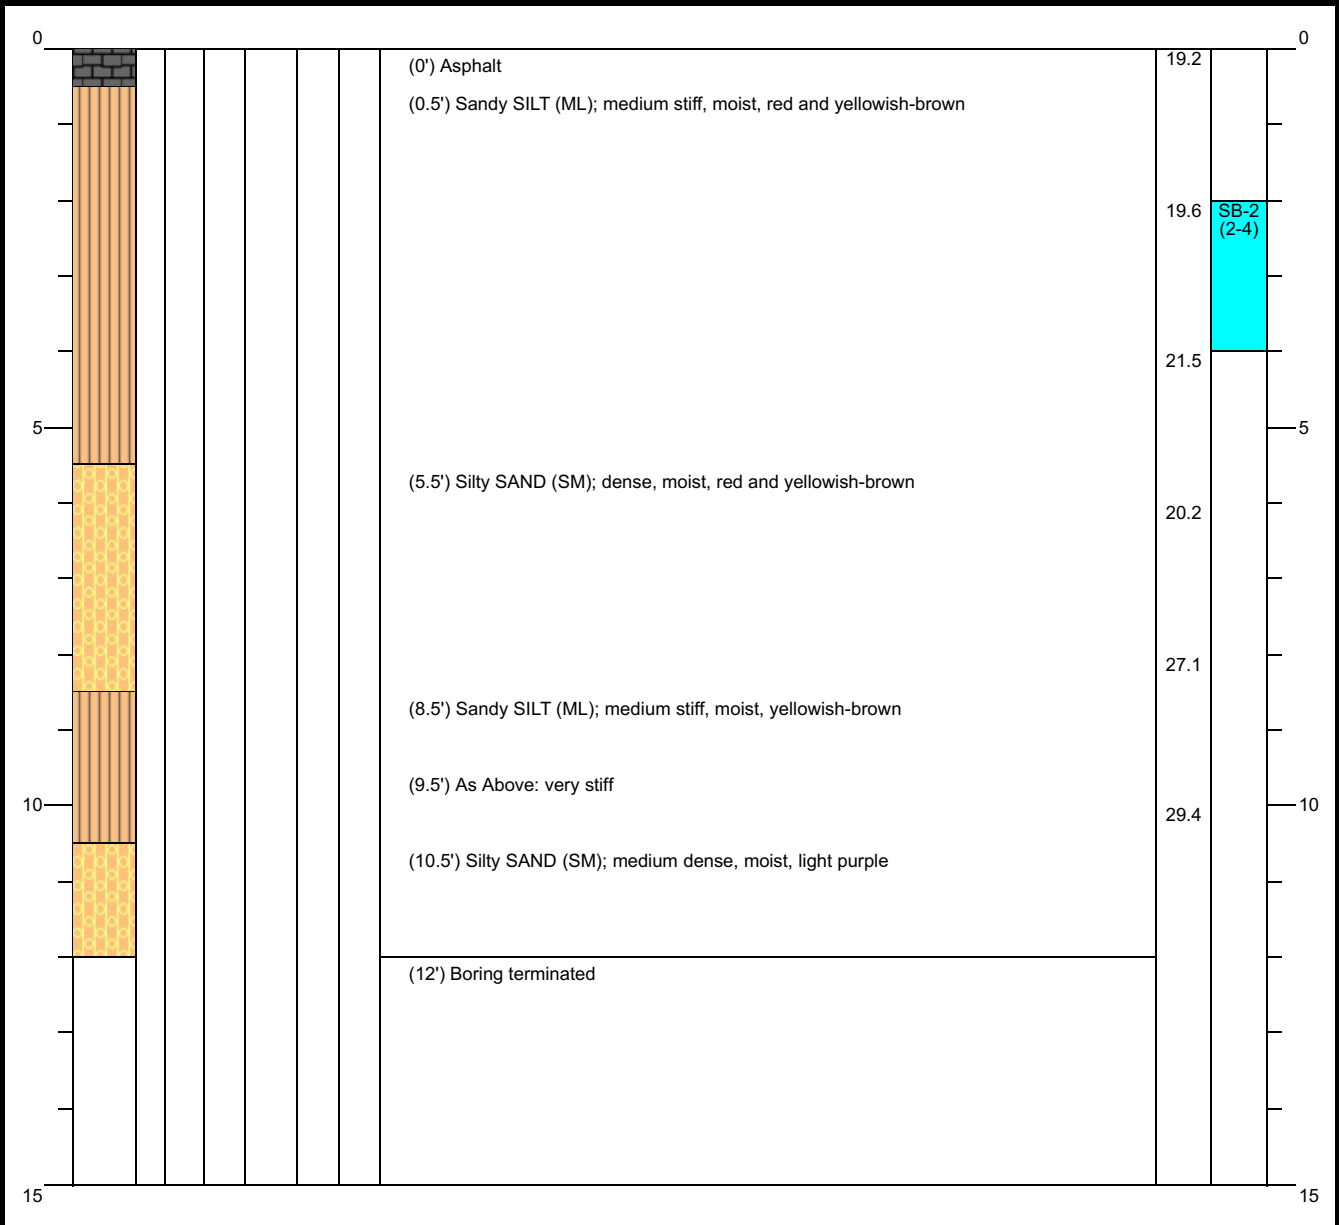 0 0
(0') Asphalt 19.2
(0.5') Sandy SILT (ML); medium stiff, moist, red and yellowish-brown
19.6 SB-2
(2-4)
21.5
5 5
(5.5') Silty SAND (SM); dense, moist, red and yellowish-brown
20.2
27.1
(8.5') Sandy SILT (ML); medium stiff, moist, yellowish-brown
(9.5') As Above: very stiff
10 10
29.4
(10.5') Silty SAND (SM); medium dense, moist, light purple
(12') Boring terminated
15 15